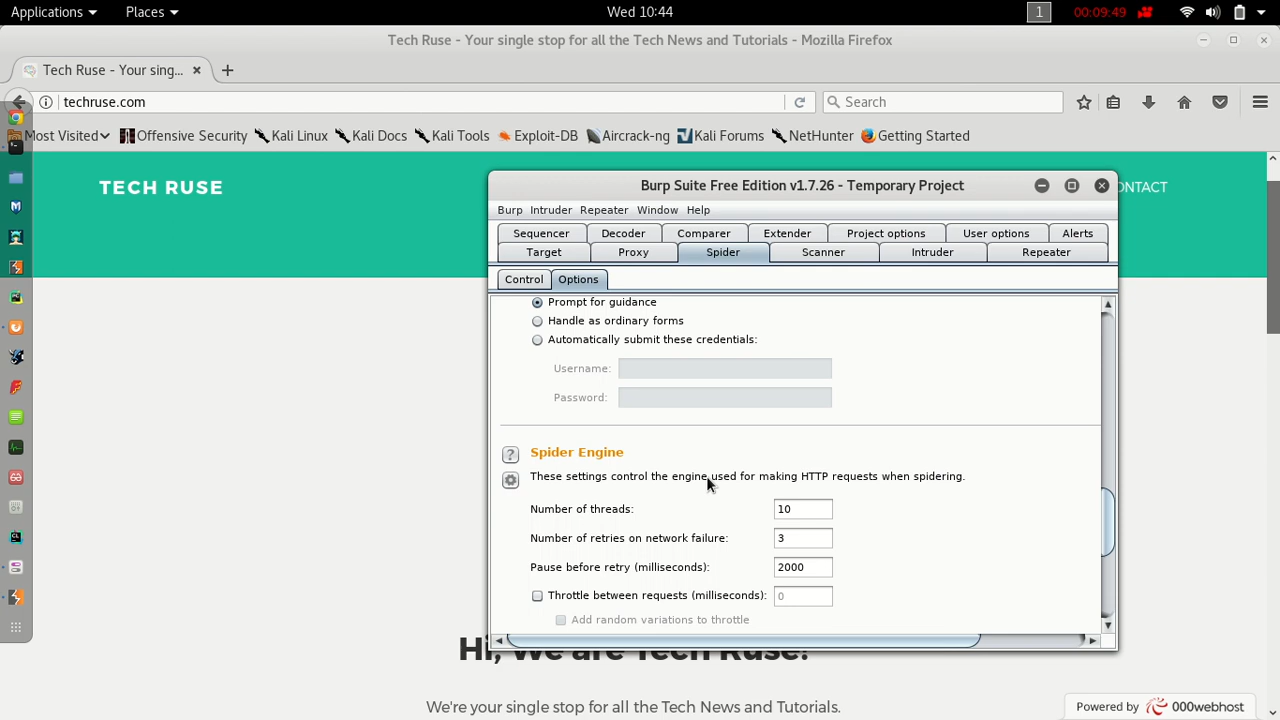 Applications Places Wed 10:44 1 00:09:49
Tech Ruse - Your single stop for all the Tech News and Tutorials - Mozilla Firefox
Tech Ruse - Your sing...
techruse.com Search
Most Visited Offensive Security Kali Linux Kali Docs Kali Tools Exploit-DB Aircrack-ng Kali Forums NetHunter Getting Started
TECH RUSE
ONTACT
Burp Suite Free Edition v1.7.26 - Temporary Project
Burp Intruder Repeater Window Help
Sequencer Decoder Comparer Extender Project options User options Alerts
Target Proxy Spider Scanner Intruder Repeater
Control Options
Prompt for guidance
Handle as ordinary forms
Automatically submit these credentials:
Username:
Password:
? Spider Engine
These settings control the engine used for making HTTP requests when spidering.
Number of threads: 10
Number of retries on network failure: 3
Pause before retry (milliseconds): 2000
Throttle between requests (milliseconds): 0
Add random variations to throttle
Hi, We are Tech Ruse!
We're your single stop for all the Tech News and Tutorials.
Powered by 000webhost